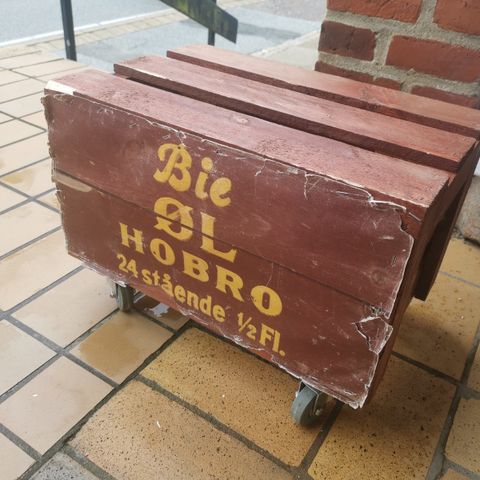 Bie
ØL
HOBRO
24 stående 1/2 Fl.